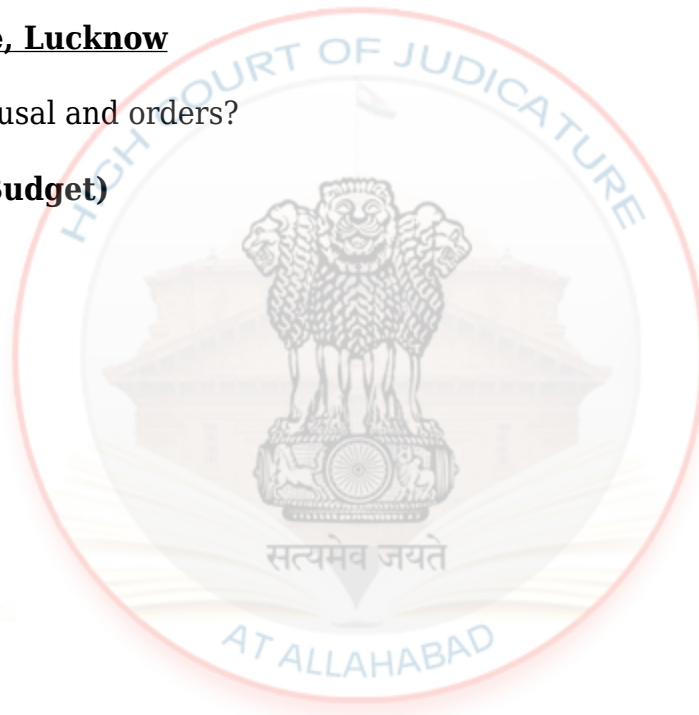 e, Lucknow
usal and orders?
Budget)
HIGH COURT OF JUDICATURE
सत्यमेव जयते
AT ALLAHABAD